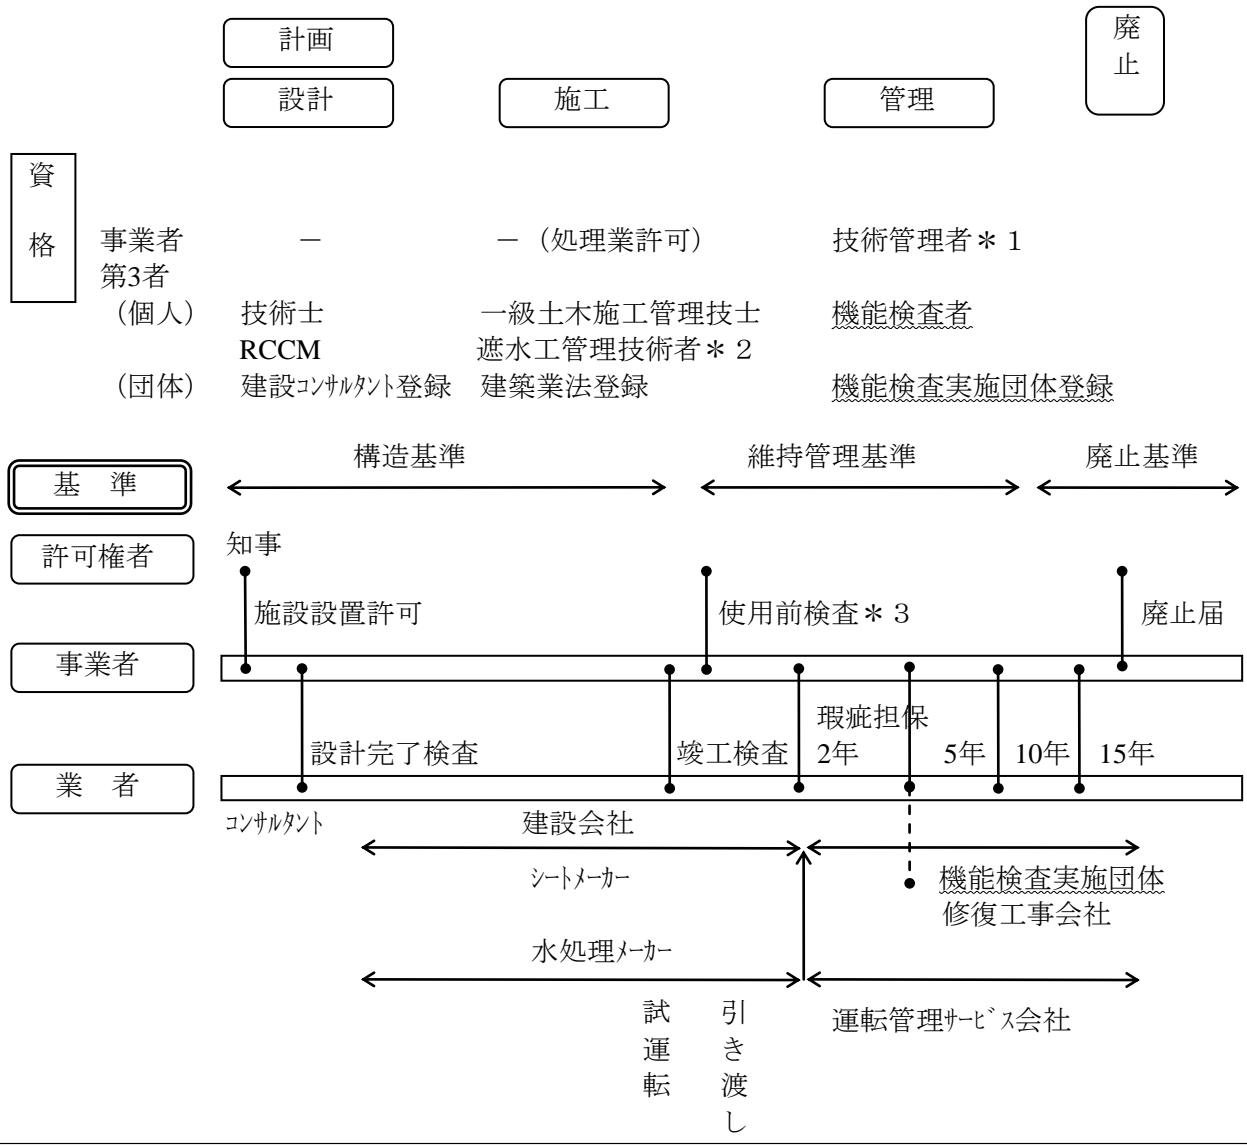 計画
廃止
設計
施工
管理
資格
事業者 － －（処理業許可） 技術管理者＊１
第3者
（個人） 技術士 一級土木施工管理技士 機能検査者
RCCM 遮水工管理技術者＊２
（団体） 建設ｺﾝｻﾙﾀﾝﾄ登録 建築業法登録 機能検査実施団体登録
基 準 構造基準 維持管理基準 廃止基準
許可権者 知事
施設設置許可 使用前検査＊３ 廃止届
事業者
瑕疵担保
設計完了検査 竣工検査 2年 5年 10年 15年
業 者
ｺﾝｻﾙﾀﾝﾄ 建設会社
ｼｰﾄﾒｰｶｰ 機能検査実施団体
修復工事会社
水処理ﾒｰｶｰ
試運転 引き渡し 運転管理ｻｰﾋﾞｽ会社